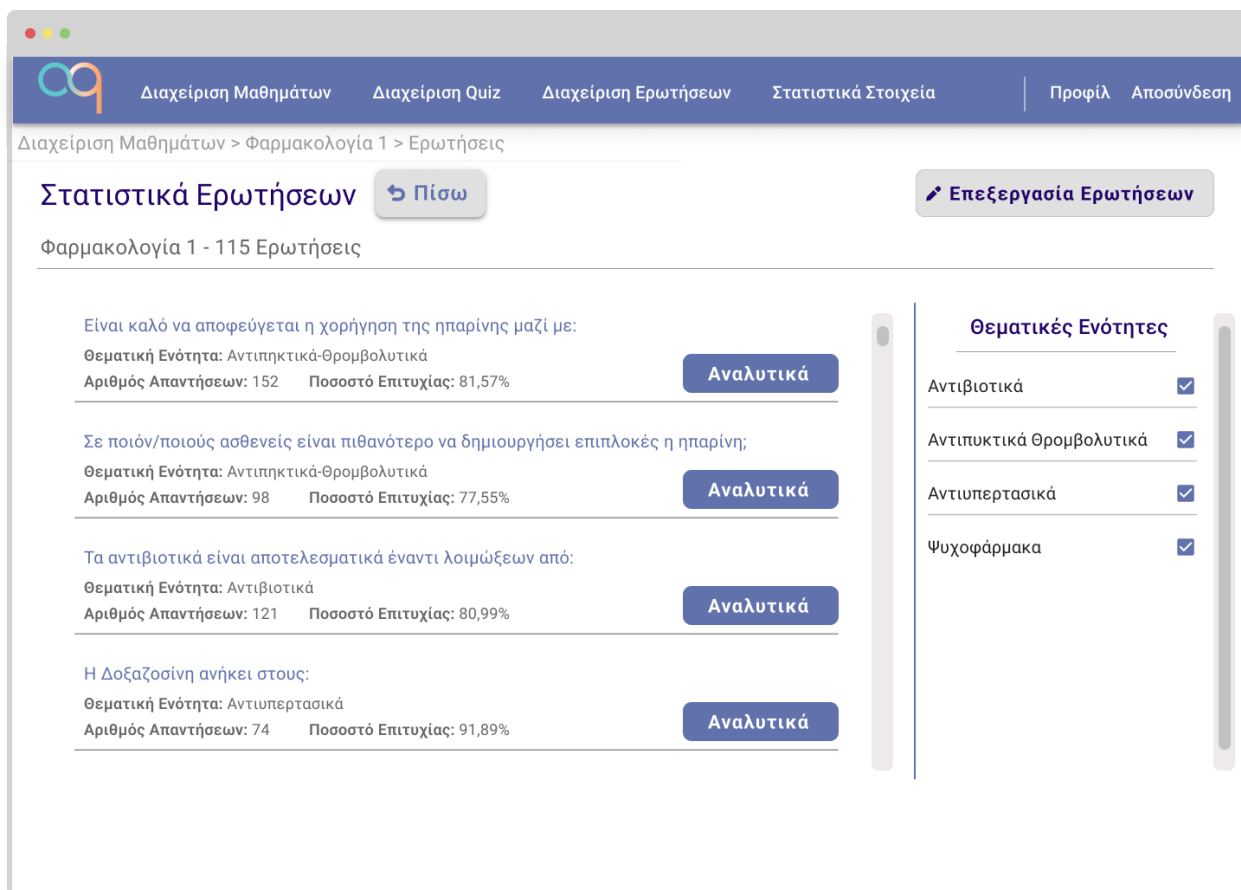 Διαχείριση Μαθημάτων Διαχείριση Quiz Διαχείριση Ερωτήσεων Στατιστικά Στοιχεία Προφίλ Αποσύνδεση
Διαχείριση Μαθημάτων > Φαρμακολογία 1 > Ερωτήσεις
Στατιστικά Ερωτήσεων Πίσω Επεξεργασία Ερωτήσεων
Φαρμακολογία 1 - 115 Ερωτήσεις
Είναι καλό να αποφεύγεται η χορήγηση της ηπαρίνης μαζί με:
Θεματική Ενότητα: Αντιπηκτικά-Θρομβολυτικά
Αριθμός Απαντήσεων: 152 Ποσοστό Επιτυχίας: 81,57%
Αναλυτικά
Σε ποιόν/ποιούς ασθενείς είναι πιθανότερο να δημιουργήσει επιπλοκές η ηπαρίνη;
Θεματική Ενότητα: Αντιπηκτικά-Θρομβολυτικά
Αριθμός Απαντήσεων: 98 Ποσοστό Επιτυχίας: 77,55%
Αναλυτικά
Τα αντιβιοτικά είναι αποτελεσματικά έναντι λοιμώξεων από:
Θεματική Ενότητα: Αντιβιοτικά
Αριθμός Απαντήσεων: 121 Ποσοστό Επιτυχίας: 80,99%
Αναλυτικά
Η Δοξαζοσίνη ανήκει στους:
Θεματική Ενότητα: Αντιυπερτασικά
Αριθμός Απαντήσεων: 74 Ποσοστό Επιτυχίας: 91,89%
Αναλυτικά
Θεματικές Ενότητες
Αντιβιοτικά
Αντιπυκτικά Θρομβολυτικά
Αντιυπερτασικά
Ψυχοφάρμακα